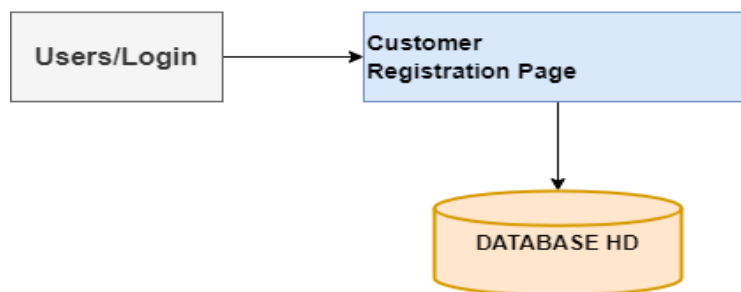 Users/Login
Customer
Registration Page
DATABASE HD